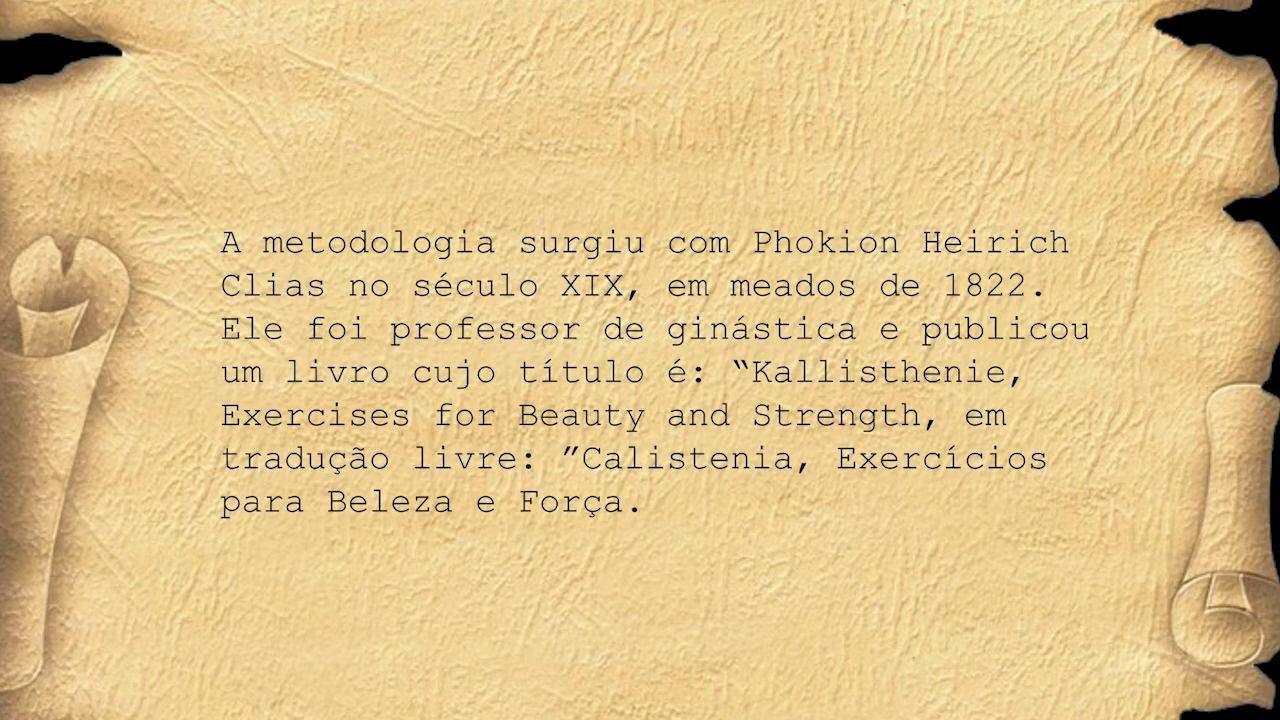 A metodologia surgiu com Phokion Heirich
Clias no século XIX, em meados de 1822.
Ele foi professor de ginástica e publicou
um livro cujo título é: “Kallisthenie,
Exercises for Beauty and Strength, em
tradução livre: ”Calistenia, Exercícios
para Beleza e Força.